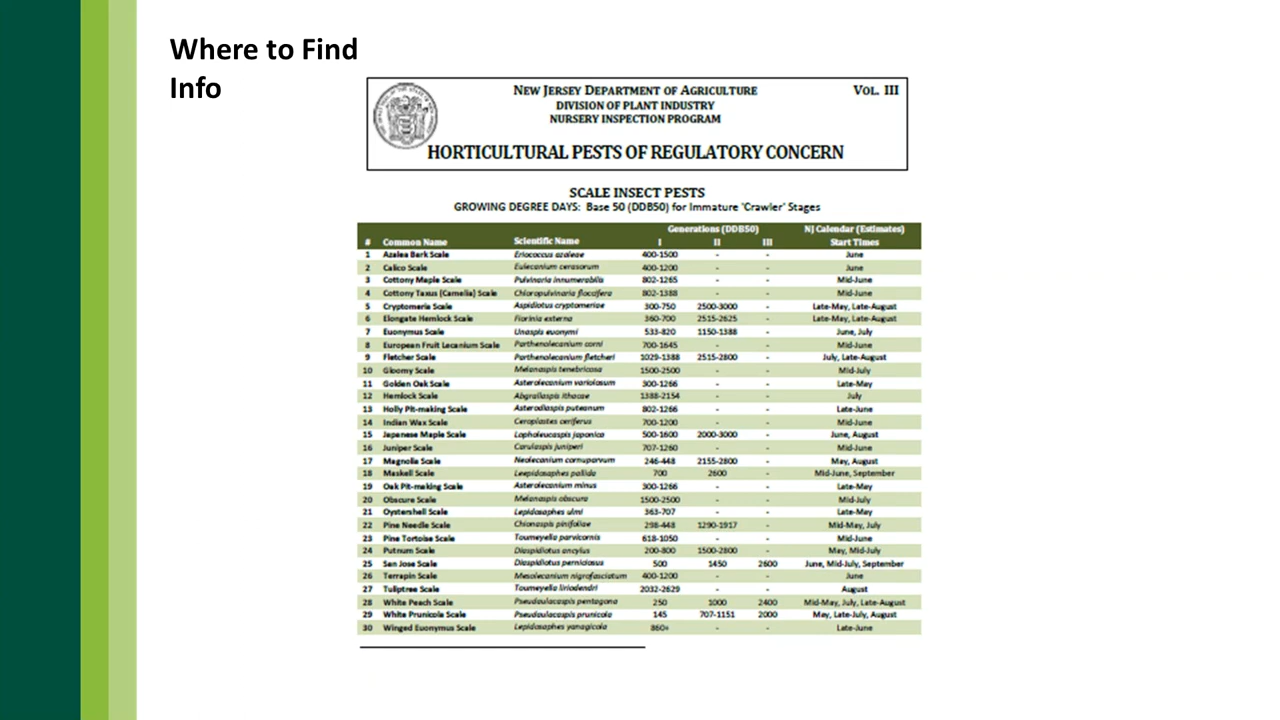 Where to Find
Info
NEW JERSEY DEPARTMENT OF AGRICULTURE VOL. III
DIVISION OF PLANT INDUSTRY
NURSERY INSPECTION PROGRAM
HORTICULTURAL PESTS OF REGULATORY CONCERN
SCALE INSECT PESTS
GROWING DEGREE DAYS: Base 50 (DDB50) for Immature 'Crawler' Stages
Generations (DDB50) NJ Calendar (Estimates)
# Common Name Scientific Name I II III Start Times
1 Azalea Bark Scale Eriococcus azaleae 400-1500 - - June
2 Calico Scale Eulecanium cerasorum 400-1200 - - June
3 Cottony Maple Scale Pulvinaria innumerabilis 802-1265 - - Mid-June
4 Cottony Taxus (Camelia) Scale Chloropulvinaria floccifera 802-1388 - - Mid-June
5 Cryptomeria Scale Aspidiotus cryptomeriae 300-750 2500-3000 - Late-May, Late-August
6 Elongate Hemlock Scale Fiorinia externa 360-700 2515-2625 - Late-May, Late-August
7 Euonymus Scale Unaspis euonymi 533-820 1150-1388 - June, July
8 European Fruit Lecanium Scale Parthenolecanium corni 700-1645 - - Mid-June
9 Fletcher Scale Parthenolecanium fletcheri 1029-1388 2515-2800 - July, Late-August
10 Gloomy Scale Melanaspis tenebricosa 1500-2500 - - Mid-July
11 Golden Oak Scale Asterolecanium variolosum 300-1266 - - Late-May
12 Hemlock Scale Abgrallaspis ithacae 1388-2154 - - July
13 Holly Pit-making Scale Asterodiaspis puteanum 802-1266 - - Late-June
14 Indian Wax Scale Ceroplastes ceriferus 700-1200 - - Mid-June
15 Japenese Maple Scale Lopholeucaspis japonica 500-1600 2000-3000 - June, August
16 Juniper Scale Carulaspis juniperi 707-1260 - - Mid-June
17 Magnolia Scale Neolecanium cornuparvum 246-448 2155-2800 - May, August
18 Maskell Scale Leepidosaphes pallida 700 2600 - Mid-June, September
19 Oak Pit-making Scale Asterolecanium minus 300-1266 - - Late-May
20 Obscure Scale Melanaspis obscura 1500-2500 - - Mid-July
21 Oystershell Scale Lepidosaphes ulmi 363-707 - - Late-May
22 Pine Needle Scale Chionaspis pinifoliae 298-448 1290-1917 - Mid-May, July
23 Pine Tortoise Scale Toumeyella parvicornis 618-1050 - - Mid-June
24 Putnum Scale Diaspidiotus ancylus 200-800 1500-2800 - May, Mid-July
25 San Jose Scale Diaspidiotus perniciosus 500 1450 2600 June, Mid-July, September
26 Terrapin Scale Mesolecanium nigrofasciatum 400-1200 - - June
27 Tuliptree Scale Toumeyella liriodendri 2032-2629 - - August
28 White Peach Scale Pseudaulacaspis pentagona 250 1000 2400 Mid-May, July, Late-August
29 White Prunicola Scale Pseudaulacaspis prunicola 145 707-1151 2000 May, Late-July, August
30 Winged Euonymus Scale Lepidosaphes yanagicola 860+ - - Late-June